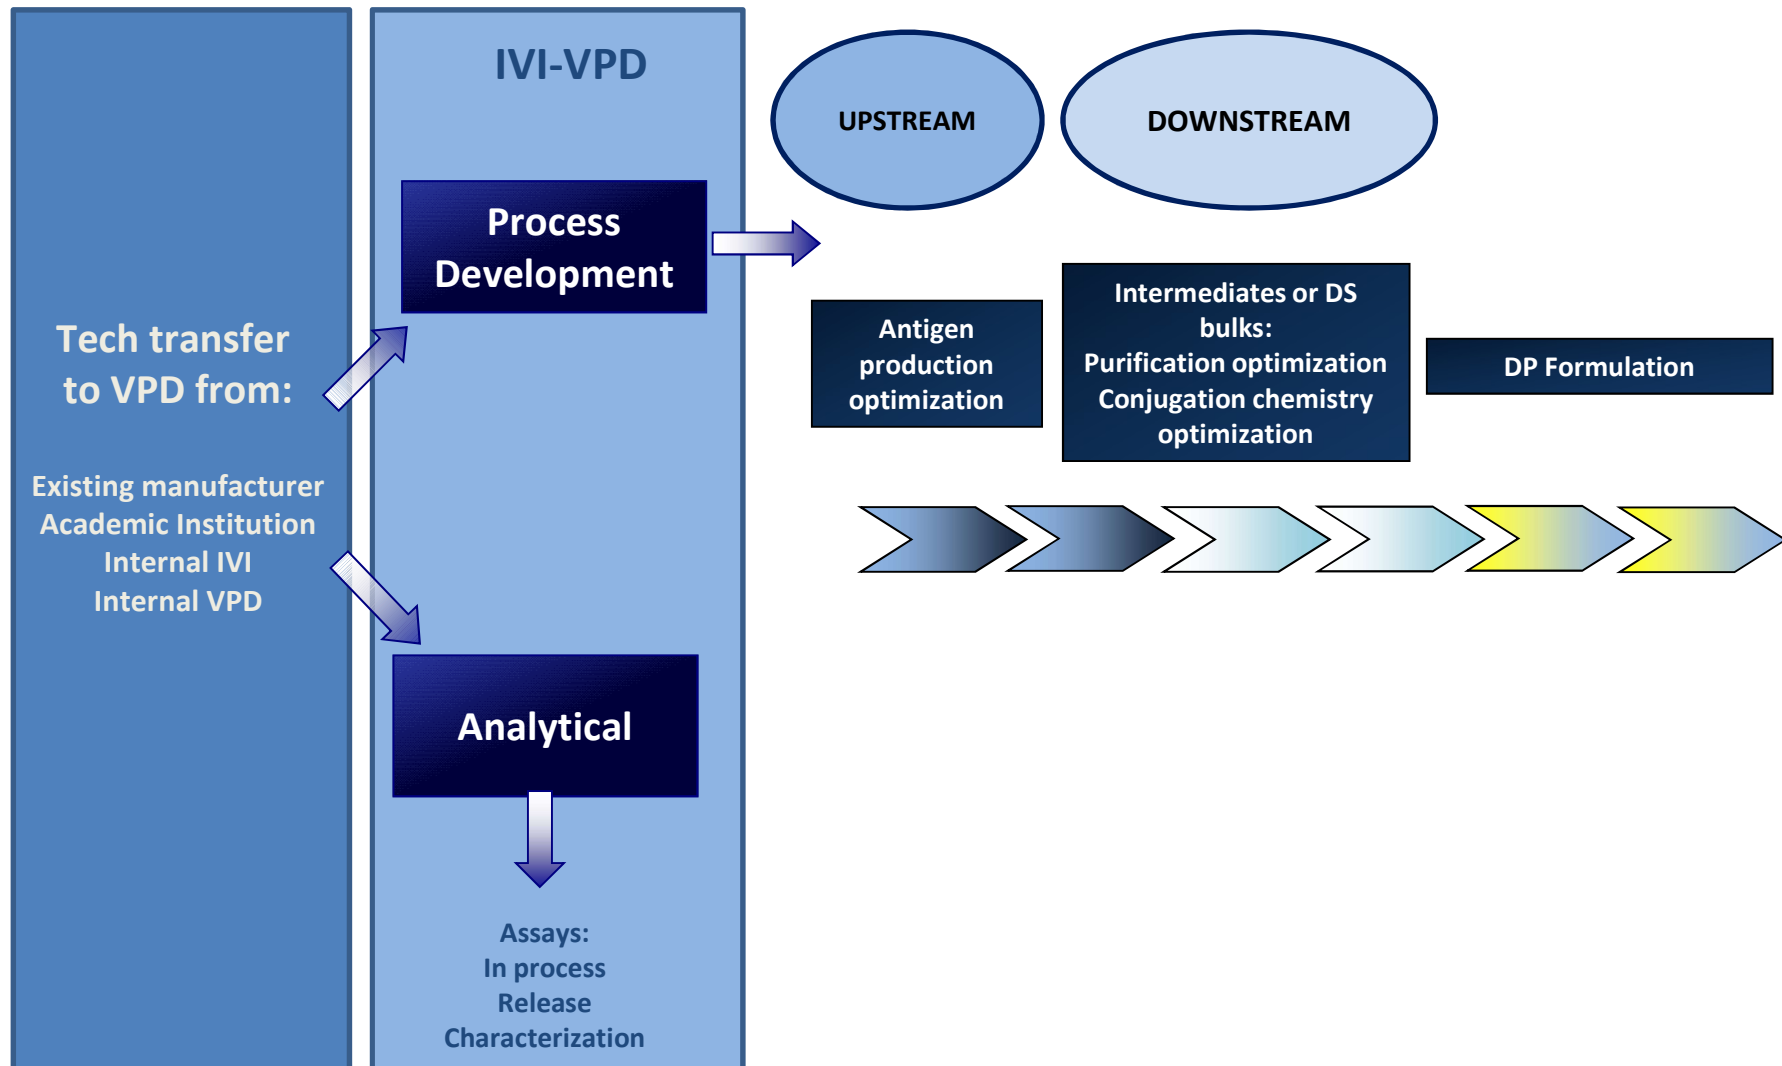 Tech transfer
to VPD from:
Existing manufacturer
Academic Institution
Internal IVI
Internal VPD
IVI-VPD
Process
Development
Analytical
Assays:
In process
Release
Characterization
UPSTREAM
DOWNSTREAM
Antigen
production
optimization
Intermediates or DS
bulks:
Purification optimization
Conjugation chemistry
optimization
DP Formulation